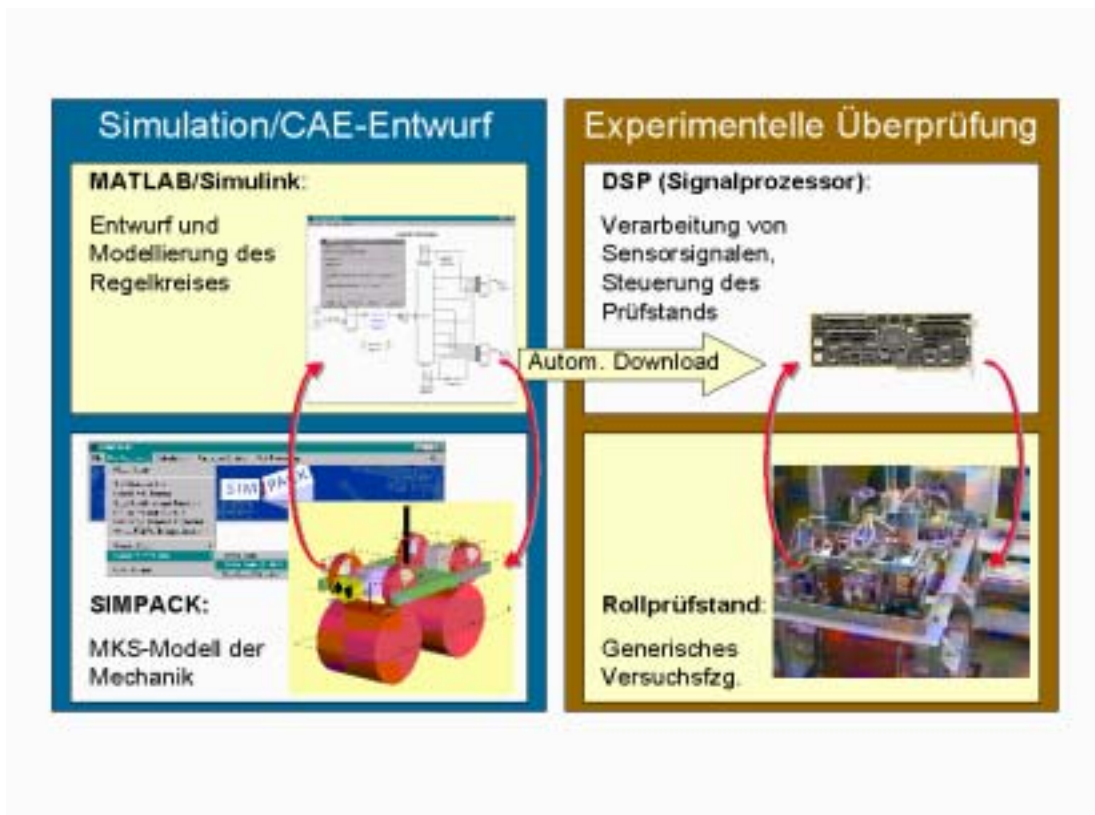 Simulation/CAE-Entwurf
MATLAB/Simulink:
Entwurf und
Modellierung des
Regelkreises
SIMPACK
SIMPACK:
MKS-Modell der
Mechanik
Autom. Download
Experimentelle Überprüfung
DSP (Signalprozessor):
Verarbeitung von
Sensorsignalen,
Steuerung des
Prüfstands
Rollprüfstand:
Generisches
Versuchsfzg.